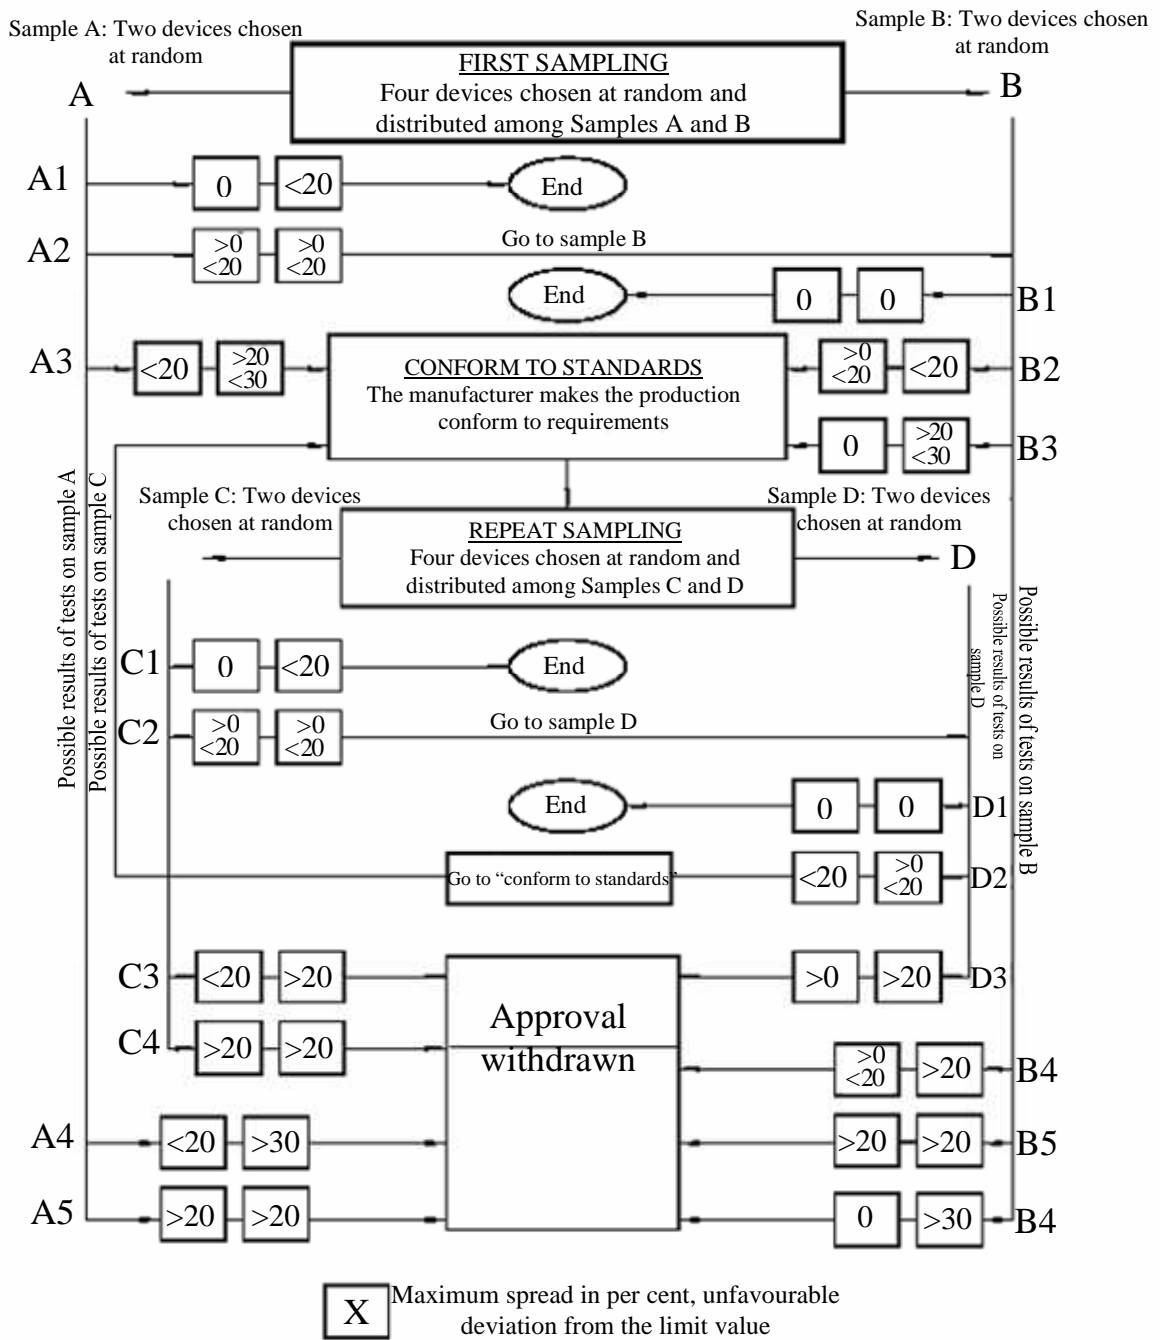 Sample A: Two devices chosen
at random
Sample B: Two devices chosen
at random
FIRST SAMPLING
Four devices chosen at random and
distributed among Samples A and B
A
B
A1
0
<20
End
A2
>0
<20
>0
<20
Go to sample B
End
0
0
B1
A3
<20
>20
<30
CONFORM TO STANDARDS
The manufacturer makes the production
conform to requirements
>0
<20
<20
B2
0
>20
<30
B3
Possible results of tests on sample A
Possible results of tests on sample C
Sample C: Two devices
chosen at random
Sample D: Two devices
chosen at random
REPEAT SAMPLING
Four devices chosen at random and
distributed among Samples C and D
D
Possible results of tests on
sample D
Possible results of tests on sample B
C1
0
<20
End
C2
>0
<20
>0
<20
Go to sample D
End
0
0
D1
Go to “conform to standards”
<20
>0
<20
D2
C3
<20
>20
Approval
withdrawn
>0
>20
D3
C4
>20
>20
>0
<20
>20
B4
A4
<20
>30
>20
>20
B5
A5
>20
>20
0
>30
B4
X
Maximum spread in per cent, unfavourable
deviation from the limit value